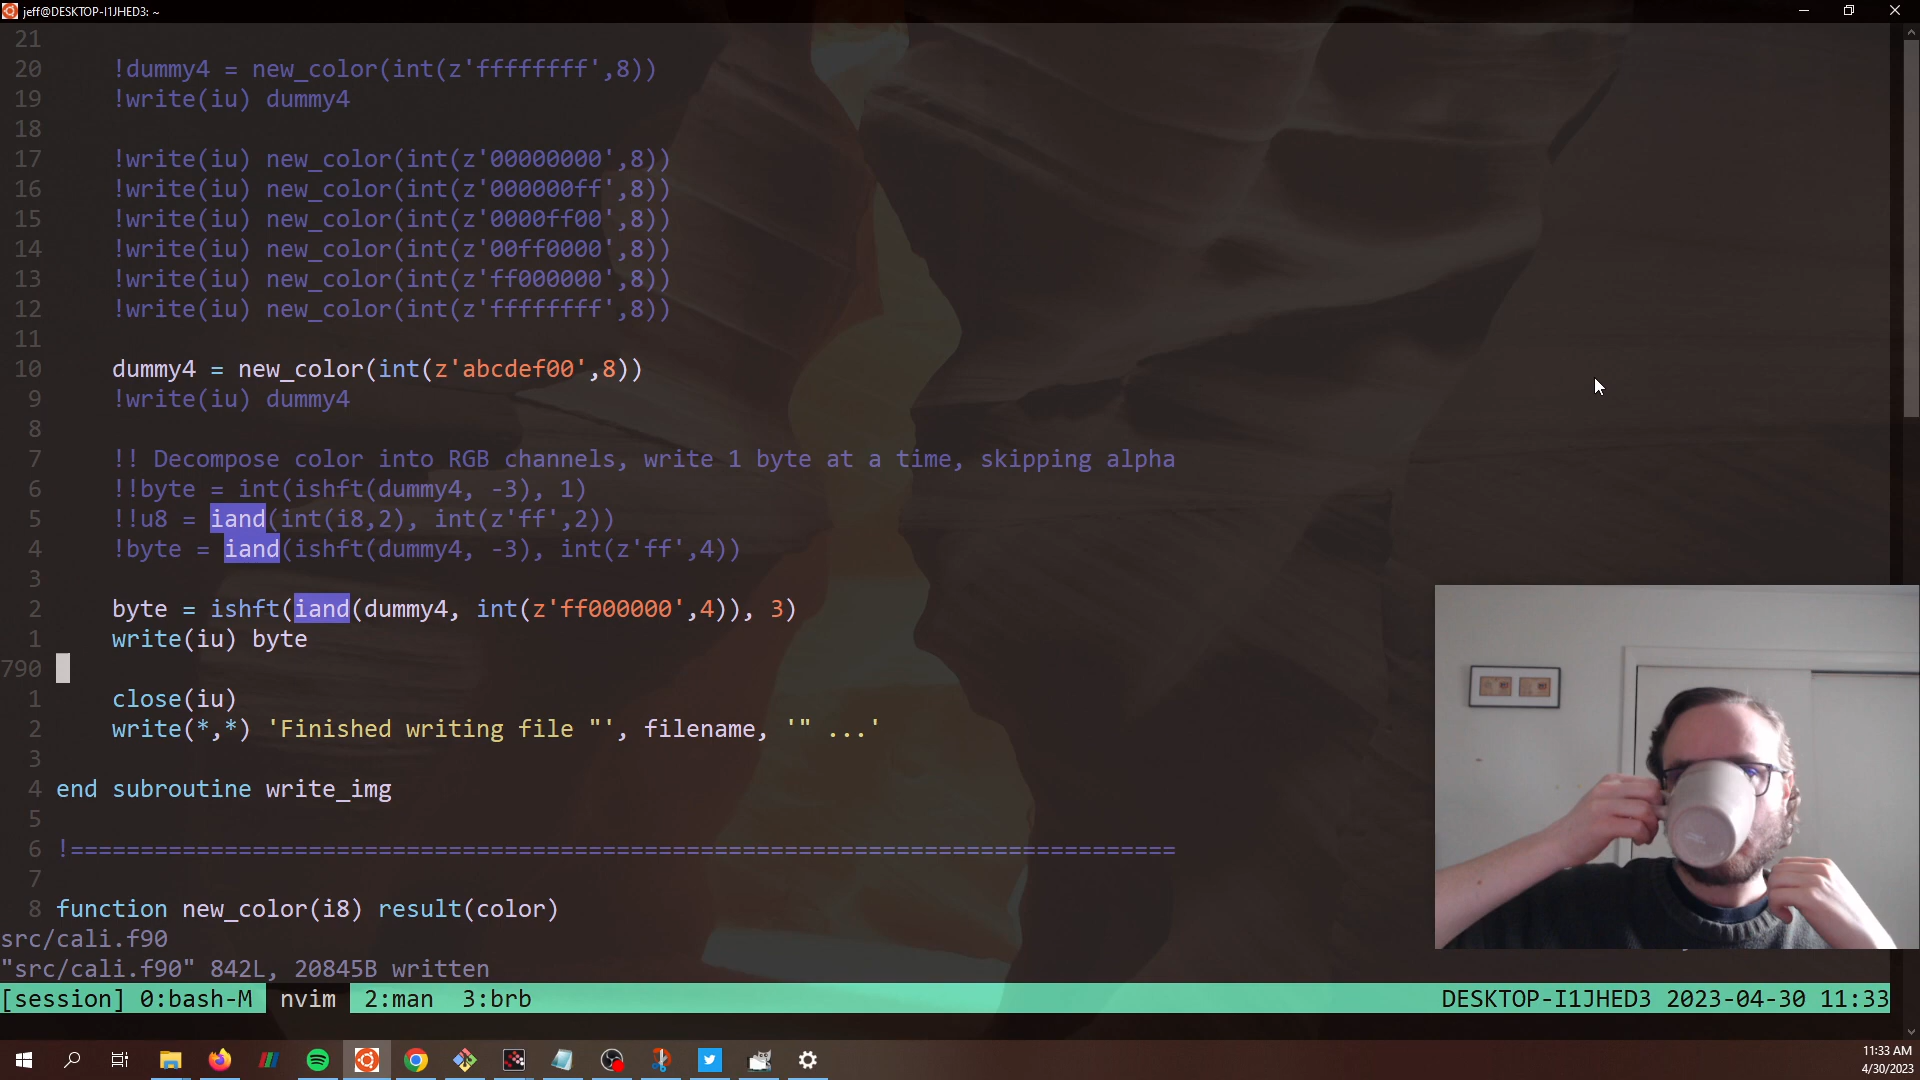 jeff@DESKTOP-I1JHED3: ~
21
20 !dummy4 = new_color(int(z'ffffffff',8))
19 !write(iu) dummy4
18
17 !write(iu) new_color(int(z'00000000',8))
16 !write(iu) new_color(int(z'000000ff',8))
15 !write(iu) new_color(int(z'0000ff00',8))
14 !write(iu) new_color(int(z'00ff0000',8))
13 !write(iu) new_color(int(z'ff000000',8))
12 !write(iu) new_color(int(z'ffffffff',8))
11
10 dummy4 = new_color(int(z'abcdef00',8))
9 !write(iu) dummy4
8
7 !! Decompose color into RGB channels, write 1 byte at a time, skipping alpha
6 !!byte = int(ishft(dummy4, -3), 1)
5 !!u8 = iand(int(i8,2), int(z'ff',2))
4 !byte = iand(ishft(dummy4, -3), int(z'ff',4))
3
2 byte = ishft(iand(dummy4, int(z'ff000000',4)), 3)
1 write(iu) byte
790
1 close(iu)
2 write(*,*) 'Finished writing file "', filename, '" ...'
3
4 end subroutine write_img
5
6 !===============================================================================
7
8 function new_color(i8) result(color)
src/cali.f90
"src/cali.f90" 842L, 20845B written
[session] 0:bash-M nvim 2:man 3:brb DESKTOP-I1JHED3 2023-04-30 11:33
11:33 AM
4/30/2023